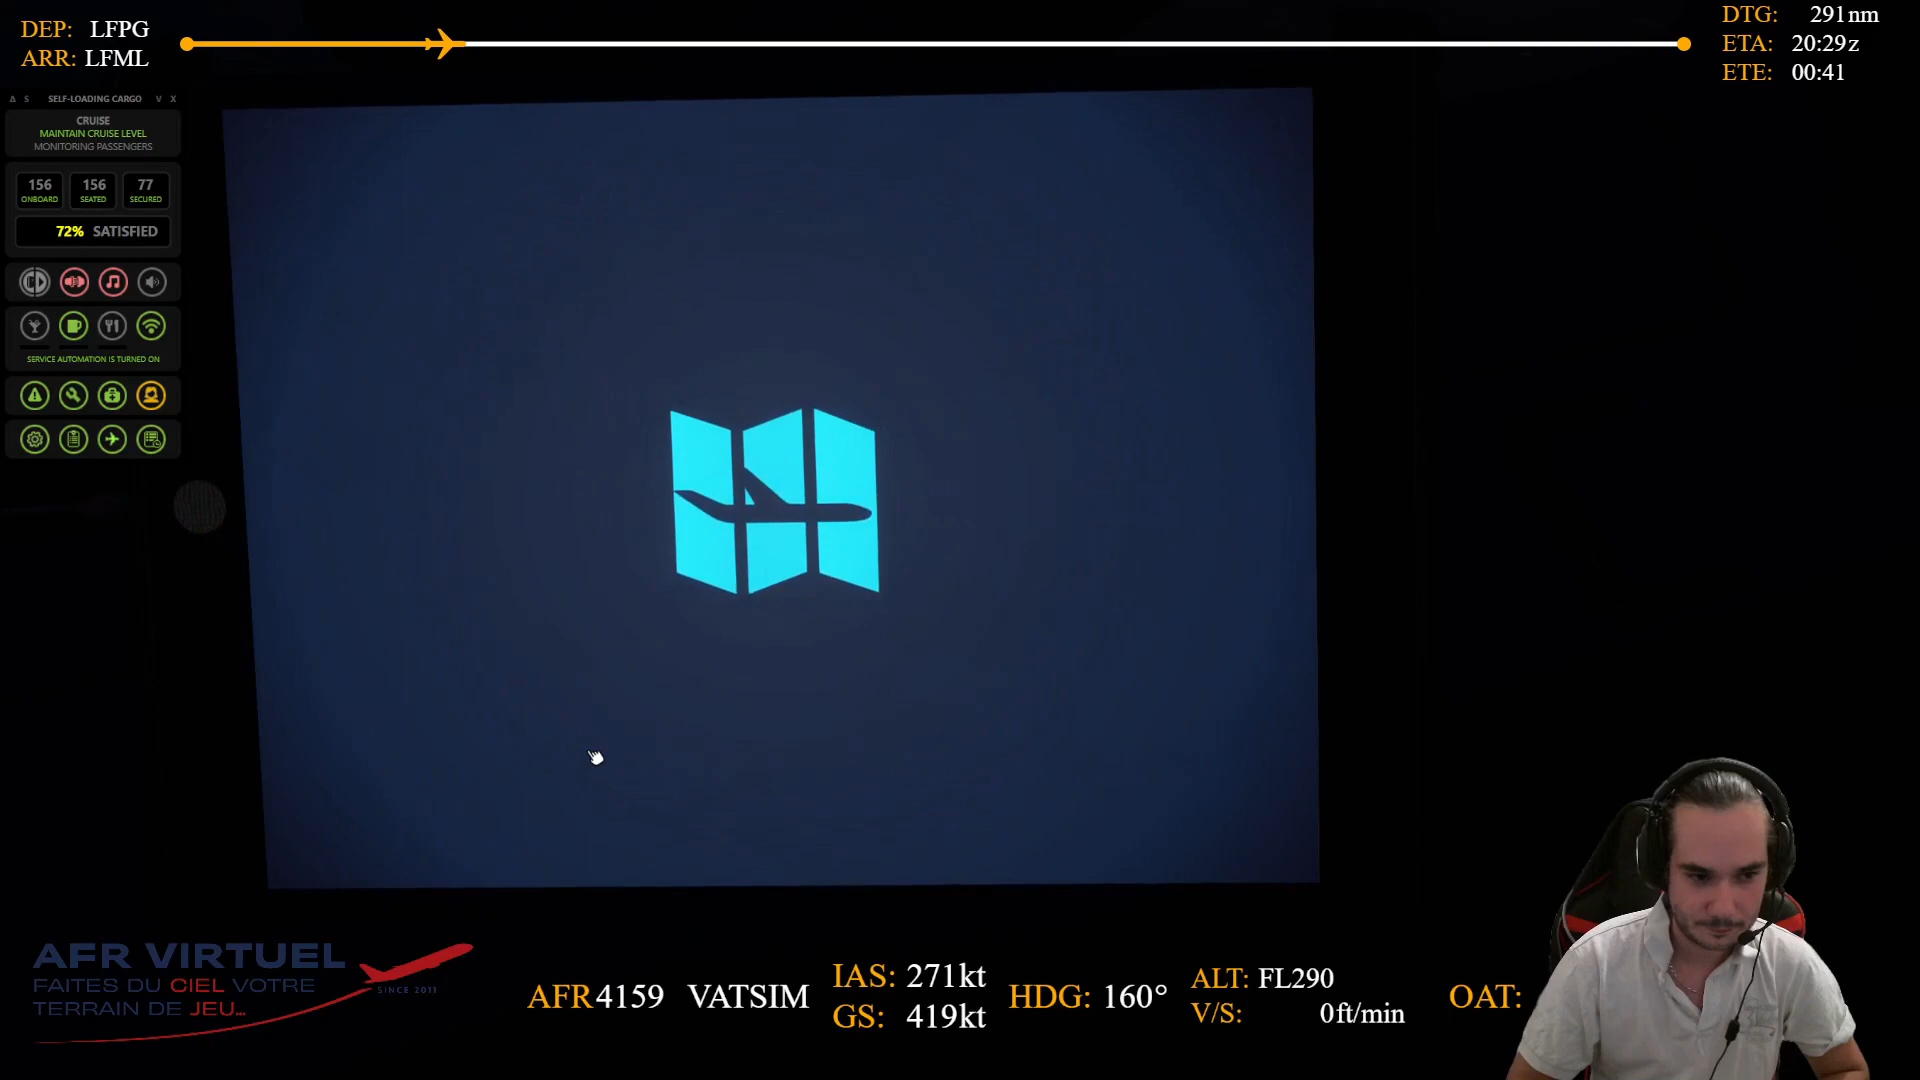 DEP: LFPG
ARR: LFML
DTG: 291nm
ETA: 20:29z
ETE: 00:41
Δ S SELF-LOADING CARGO V X
CRUISE
MAINTAIN CRUISE LEVEL
MONITORING PASSENGERS
156 156 77
ONBOARD SEATED SECURED
72% SATISFIED
SERVICE AUTOMATION IS TURNED ON
AFR VIRTUEL
FAITES DU CIEL VOTRE
TERRAIN DE JEU...
SINCE 2011
AFR4159 VATSIM
IAS: 271kt
GS: 419kt
HDG: 160°
ALT: FL290
V/S: 0ft/min
OAT: